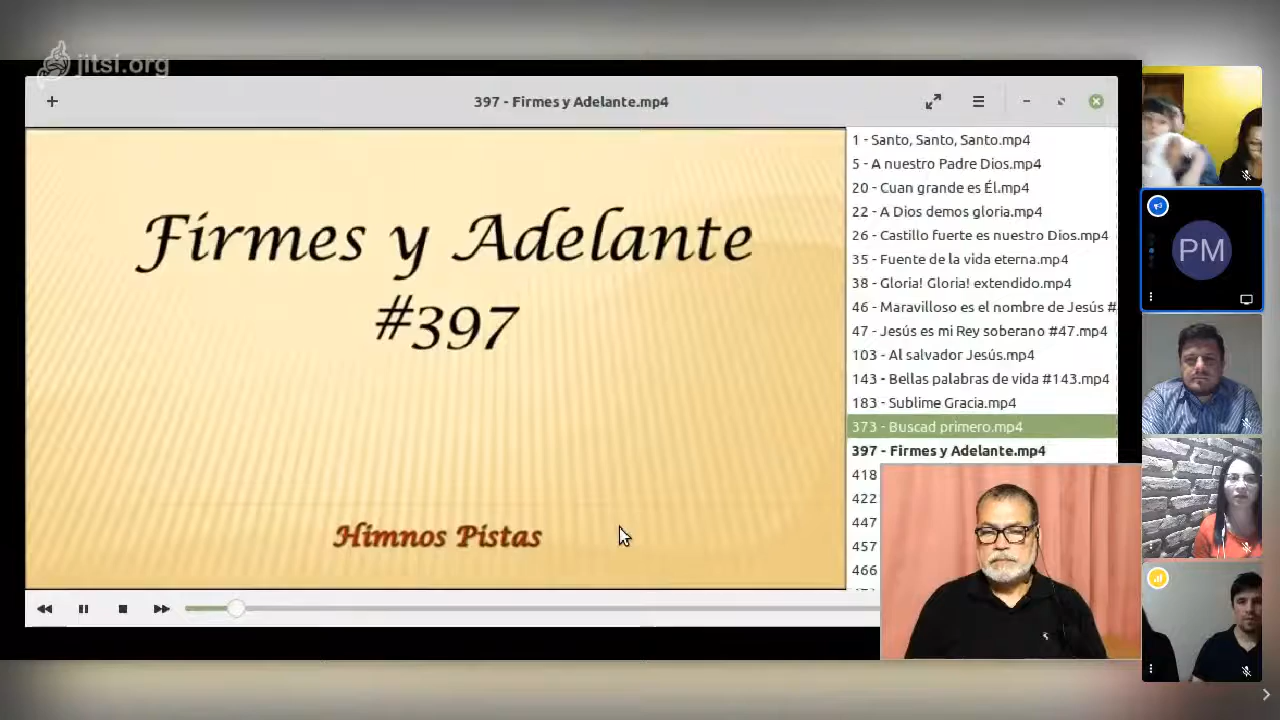 jitsi.org
397 - Firmes y Adelante.mp4
Firmes y Adelante
#397
Himnos Pistas
1 - Santo, Santo, Santo.mp4
5 - A nuestro Padre Dios.mp4
20 - Cuan grande es Él.mp4
22 - A Dios demos gloria.mp4
26 - Castillo fuerte es nuestro Dios.mp4
35 - Fuente de la vida eterna.mp4
38 - Gloria! Gloria! extendido.mp4
46 - Maravilloso es el nombre de Jesús #
47 - Jesús es mi Rey soberano #47.mp4
103 - Al salvador Jesús.mp4
143 - Bellas palabras de vida #143.mp4
183 - Sublime Gracia.mp4
373 - Buscad primero.mp4
397 - Firmes y Adelante.mp4
418
422
447
457
466
PM